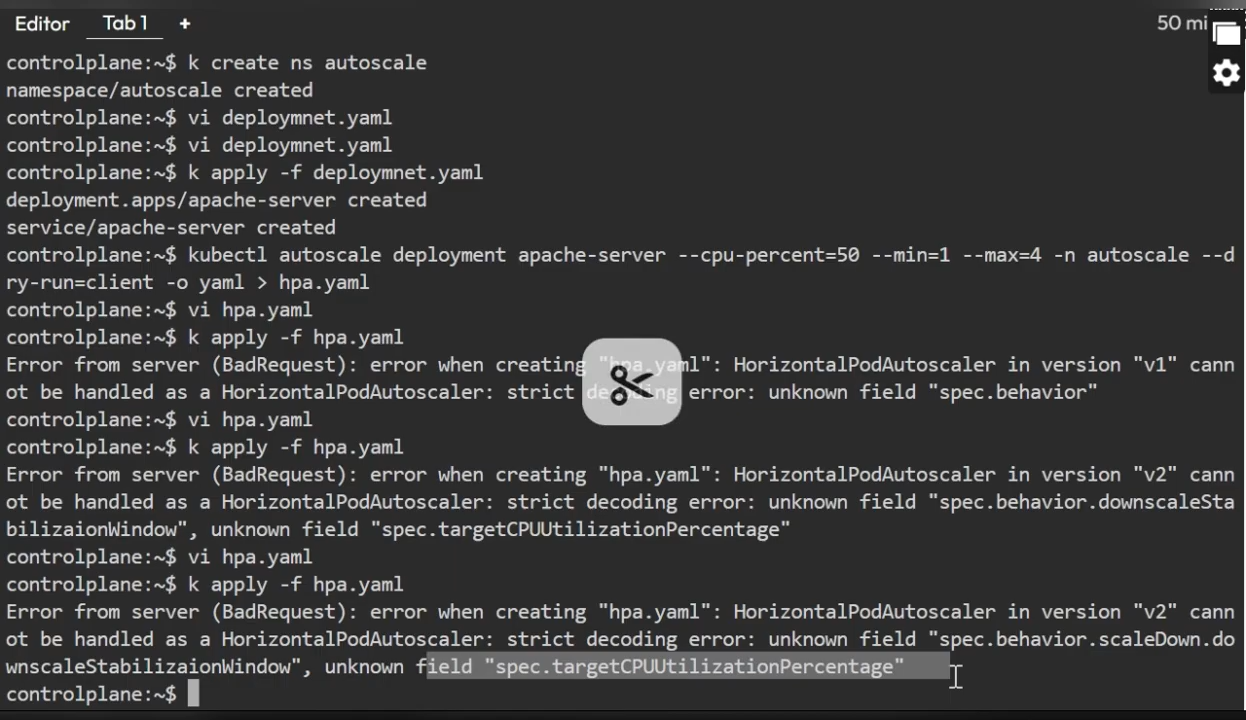 Editor Tab 1 + 50 mi
controlplane:~$ k create ns autoscale
namespace/autoscale created
controlplane:~$ vi deploymnet.yaml
controlplane:~$ vi deploymnet.yaml
controlplane:~$ k apply -f deploymnet.yaml
deployment.apps/apache-server created
service/apache-server created
controlplane:~$ kubectl autoscale deployment apache-server --cpu-percent=50 --min=1 --max=4 -n autoscale --d
ry-run=client -o yaml > hpa.yaml
controlplane:~$ vi hpa.yaml
controlplane:~$ k apply -f hpa.yaml
Error from server (BadRequest): error when creating "hpa.yaml": HorizontalPodAutoscaler in version "v1" cann
ot be handled as a HorizontalPodAutoscaler: strict decoding error: unknown field "spec.behavior"
controlplane:~$ vi hpa.yaml
controlplane:~$ k apply -f hpa.yaml
Error from server (BadRequest): error when creating "hpa.yaml": HorizontalPodAutoscaler in version "v2" cann
ot be handled as a HorizontalPodAutoscaler: strict decoding error: unknown field "spec.behavior.downscaleSta
bilizaionWindow", unknown field "spec.targetCPUUtilizationPercentage"
controlplane:~$ vi hpa.yaml
controlplane:~$ k apply -f hpa.yaml
Error from server (BadRequest): error when creating "hpa.yaml": HorizontalPodAutoscaler in version "v2" cann
ot be handled as a HorizontalPodAutoscaler: strict decoding error: unknown field "spec.behavior.scaleDown.do
wnscaleStabilizaionWindow", unknown field "spec.targetCPUUtilizationPercentage"
controlplane:~$